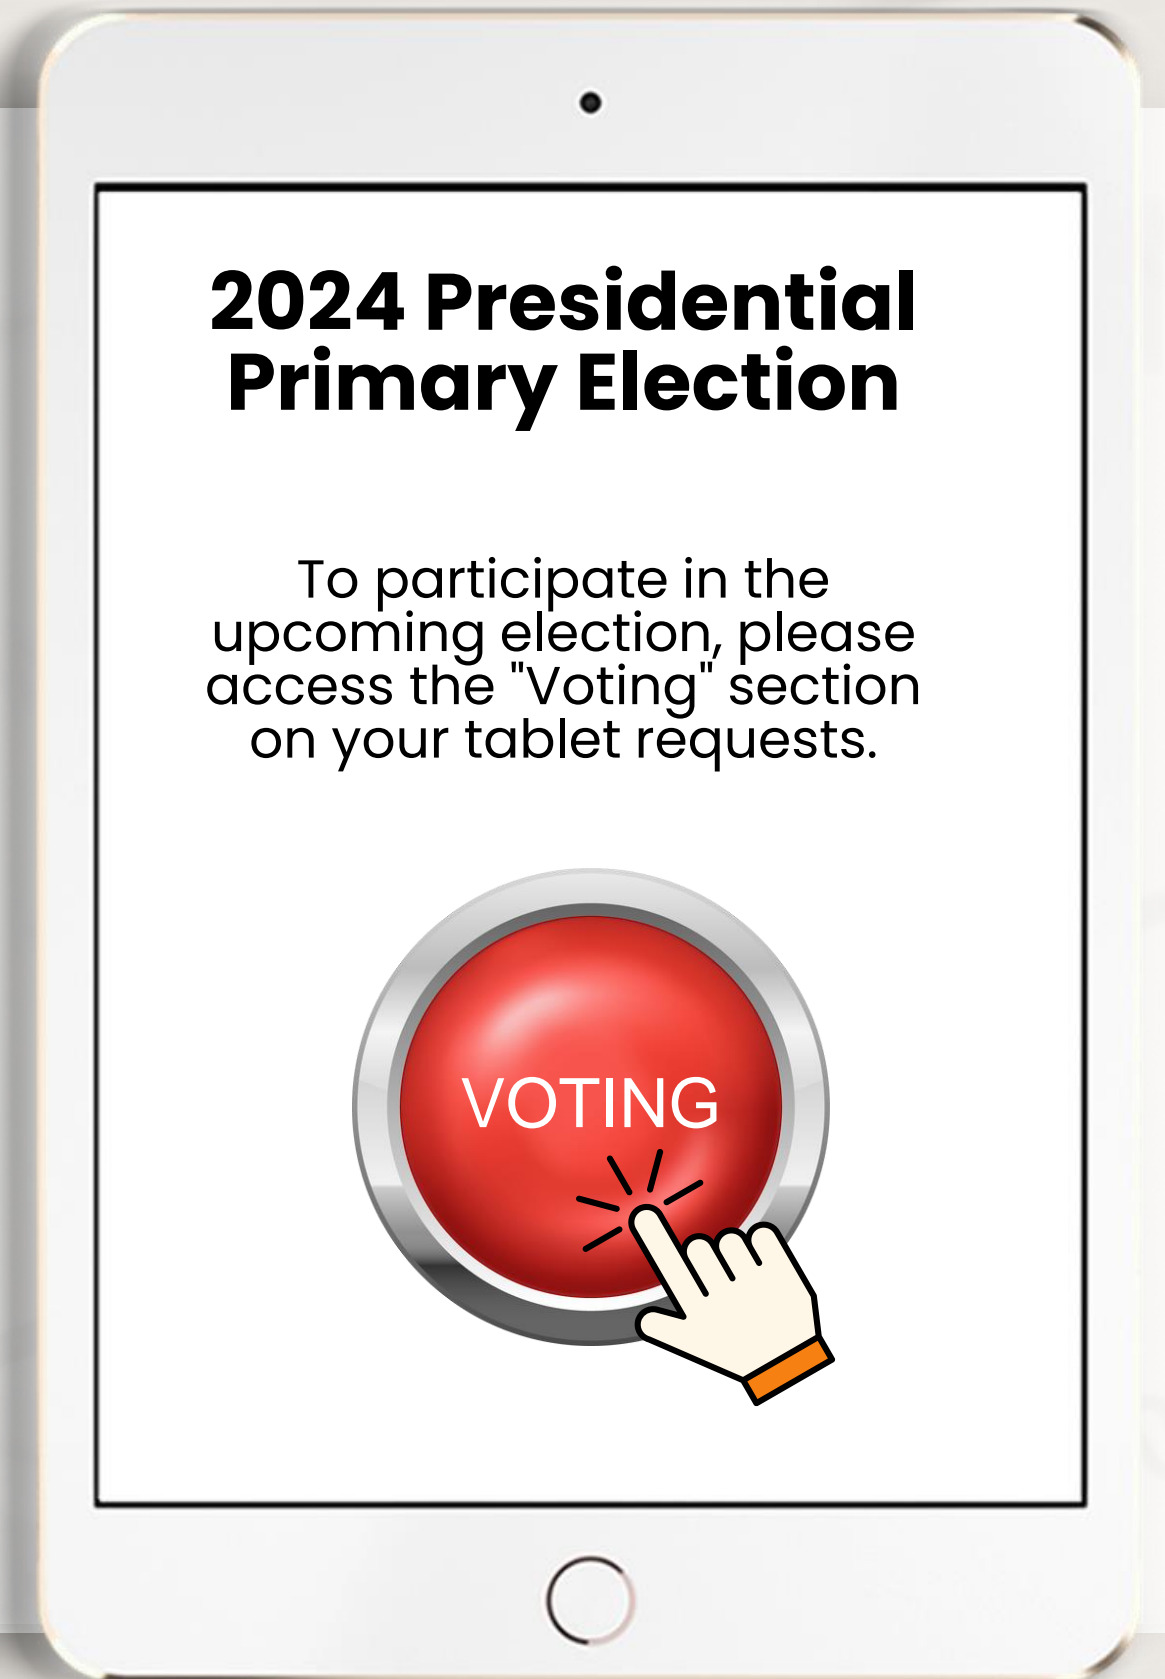 2024 Presidential
Primary Election
To participate in the
upcoming election, please
access the "Voting" section
on your tablet requests.
VOTING